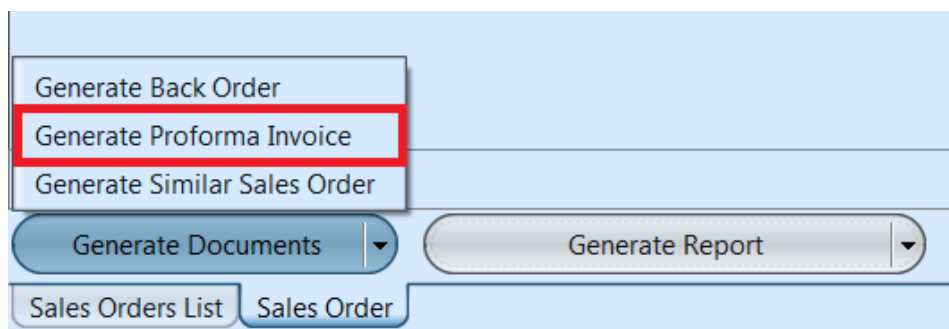 Generate Back Order
Generate Proforma Invoice
Generate Similar Sales Order
Generate Documents
Generate Report
Sales Orders List
Sales Order